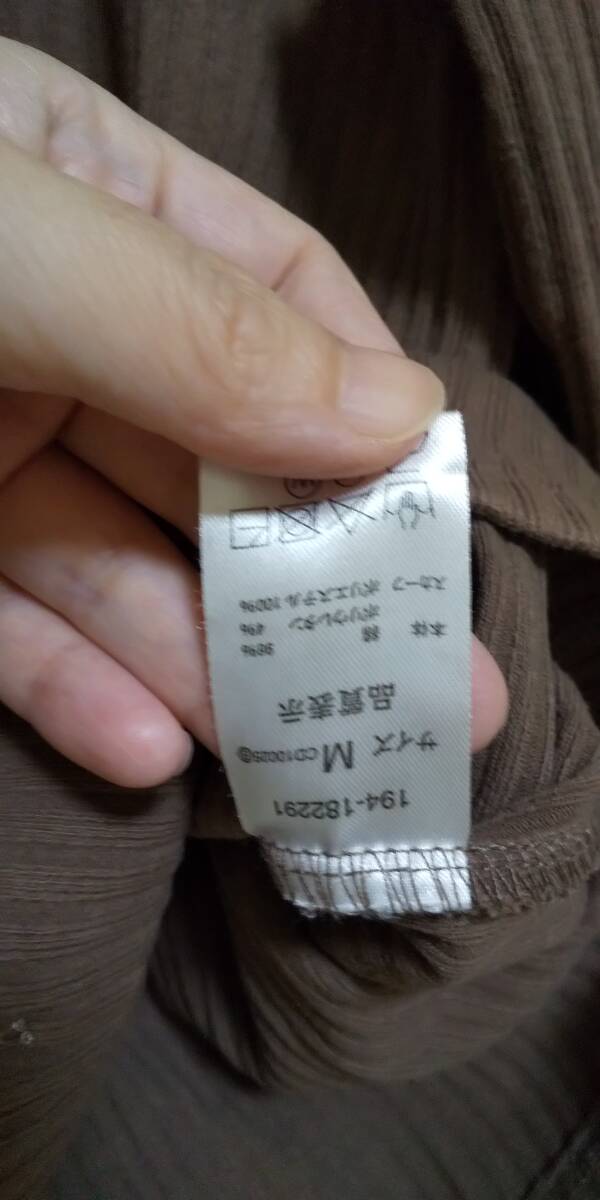 194-182291
サイズ M CD10025@
品質表示
本体 綿 96%
ポリウレタン 4%
スカーフ ポリエステル 100%